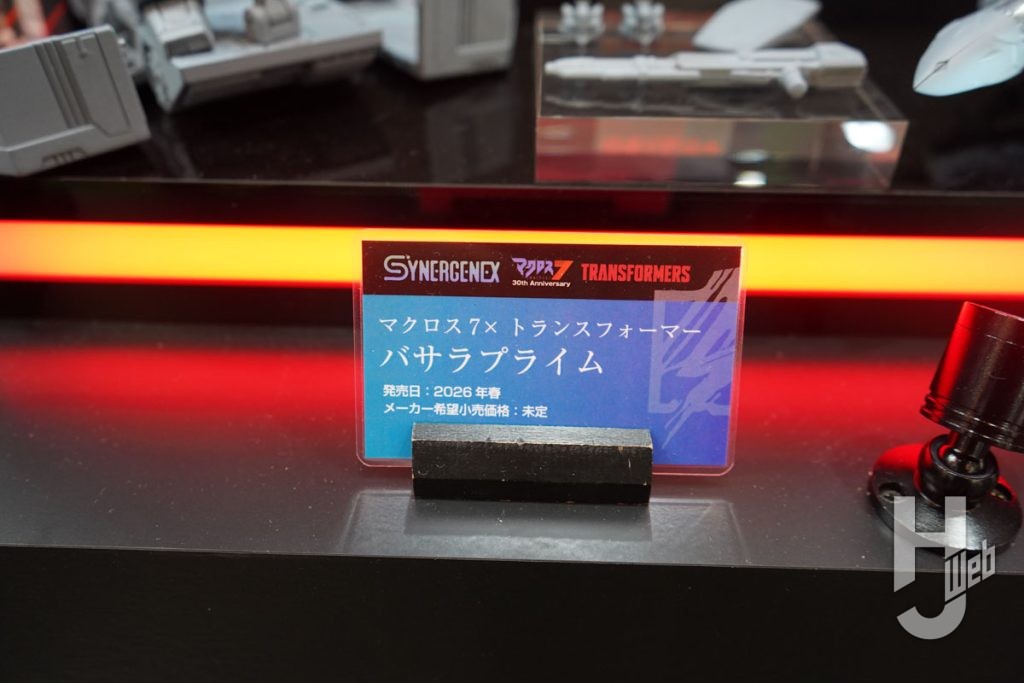 SYNERGENEX マクロス7 TRANSFORMERS
30th Anniversary
マクロス7×トランスフォーマー
バサラプライム
発売日：2026年春
メーカー希望小売価格：未定
HJ Web